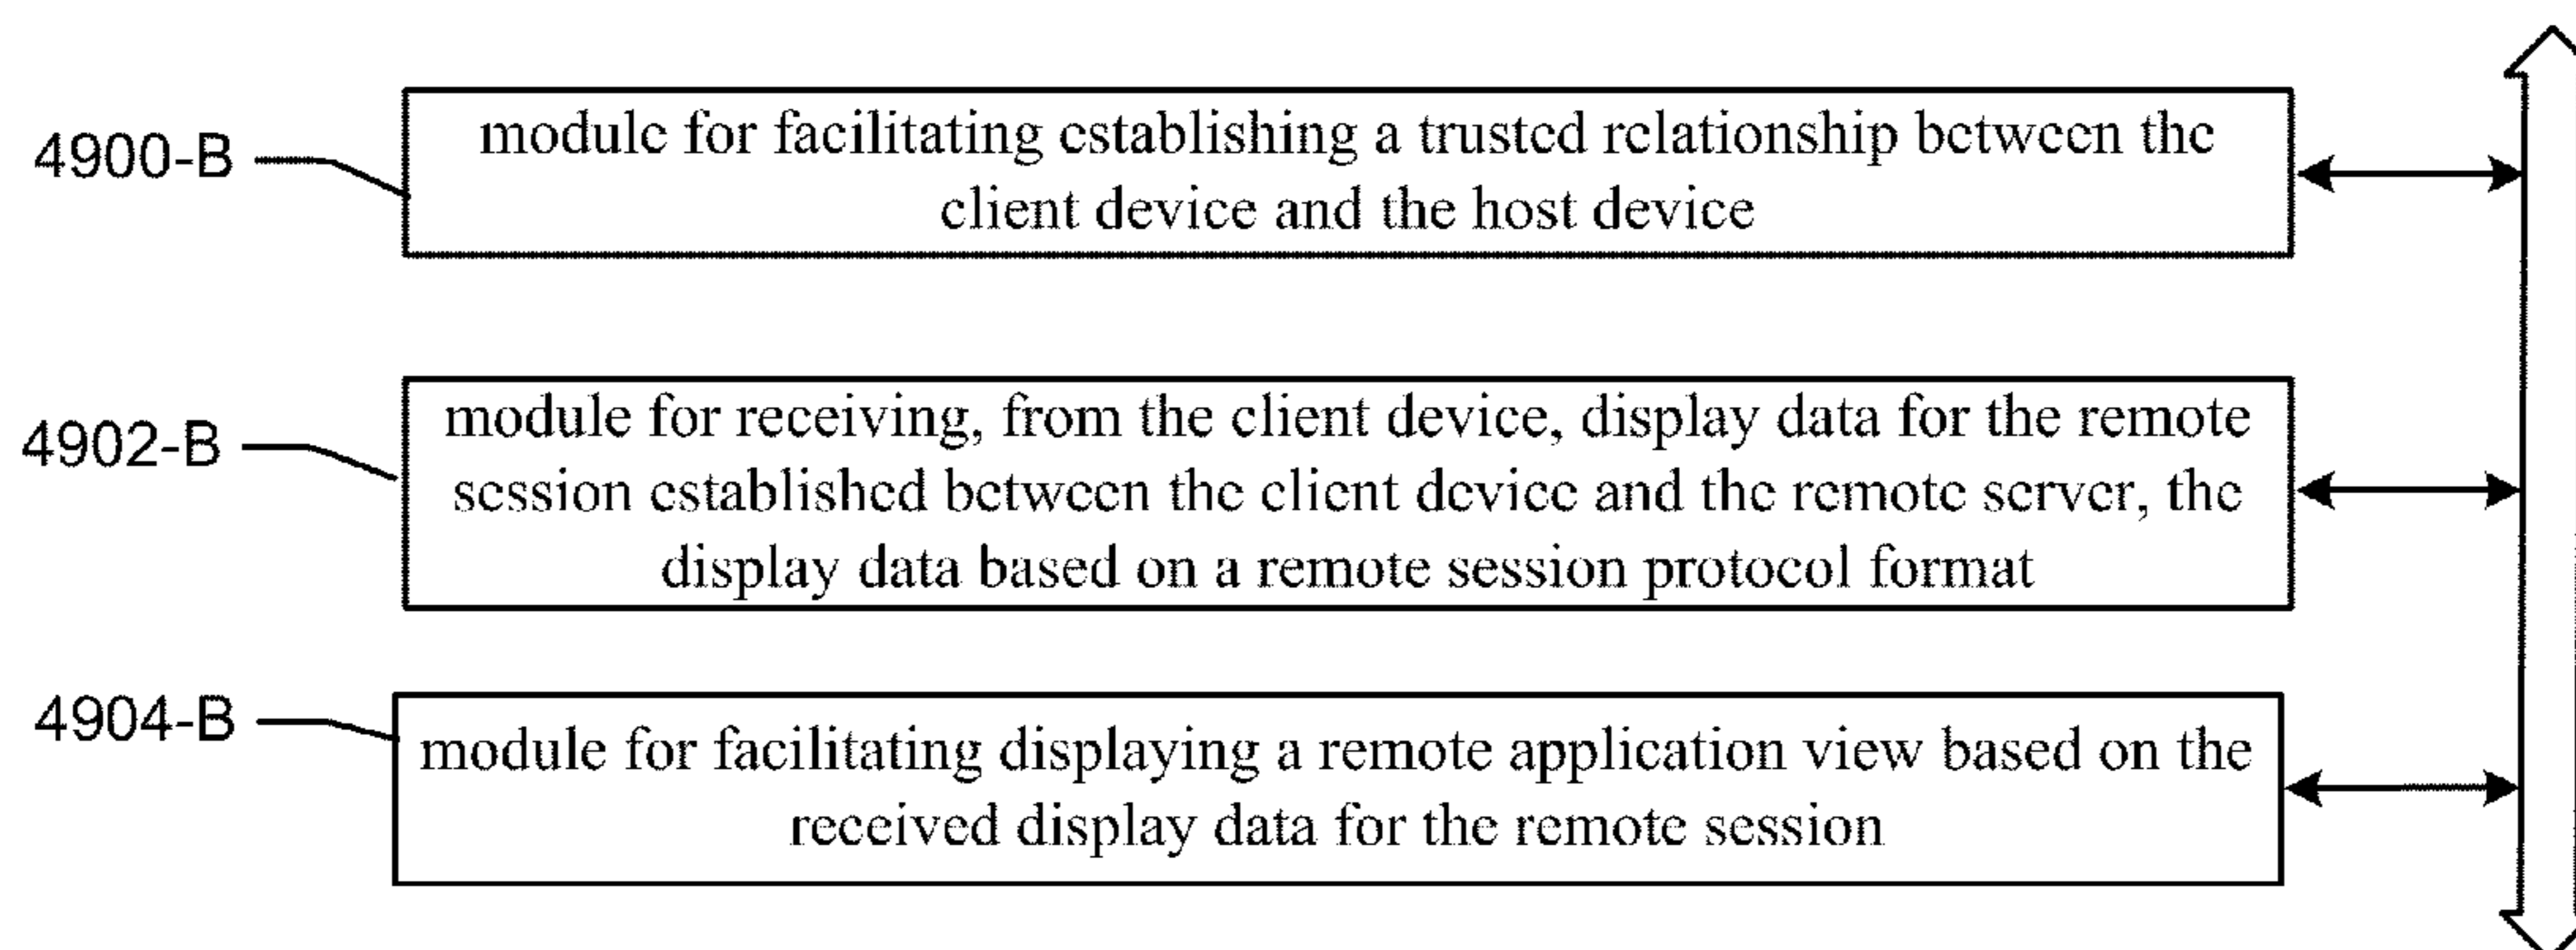 4900-B
module for facilitating establishing a trusted relationship between the
client device and the host device
4902-B
module for receiving, from the client device, display data for the remote
session established between the client device and the remote server, the
display data based on a remote session protocol format
4904-B
module for facilitating displaying a remote application view based on the
received display data for the remote session